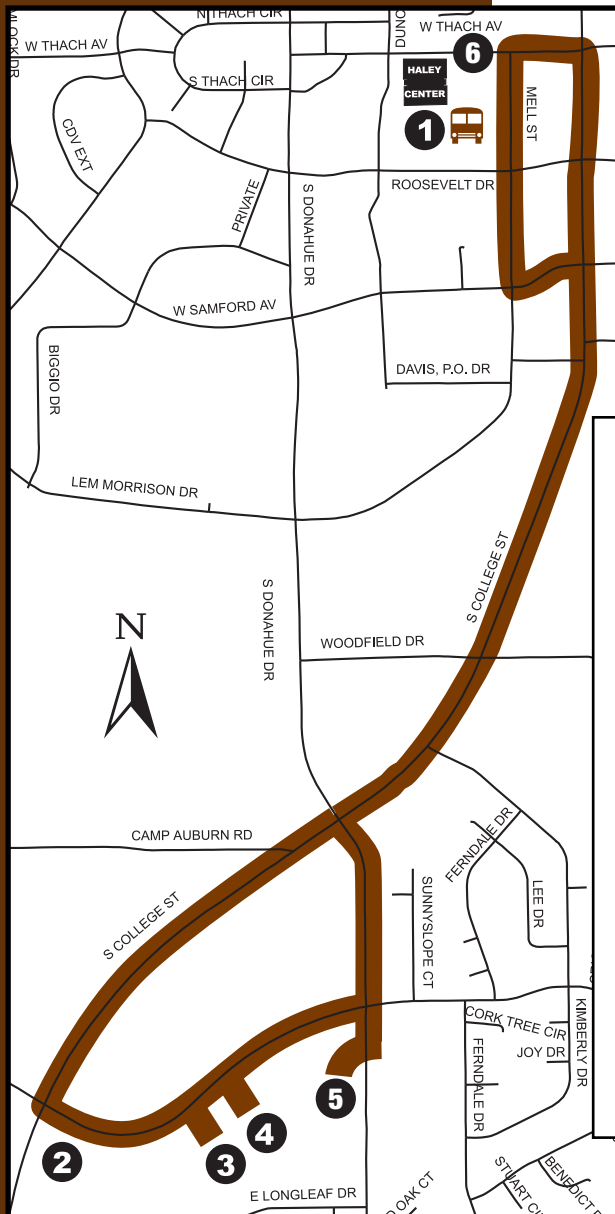 N THACH CIR
W THACH AV
W THACH AV
6
HALEY
CENTER
1
S THACH CIR
MELL ST
CDV EXT
ROOSEVELT DR
PRIVATE
S DONAHUE DR
W SAMFORD AV
BIGGIO DR
DAVIS, P.O. DR
LEM MORRISON DR
S COLLEGE ST
S DONAHUE DR
N
WOODFIELD DR
CAMP AUBURN RD
FERNDALE DR
SUNNYSLOPE CT
LEE DR
S COLLEGE ST
CORK TREE CIR
KIMBERLY DR
JOY DR
FERNDALE DR
5
4
3
2
E LONGLEAF DR
OAK CT
STUART
BENEDICT